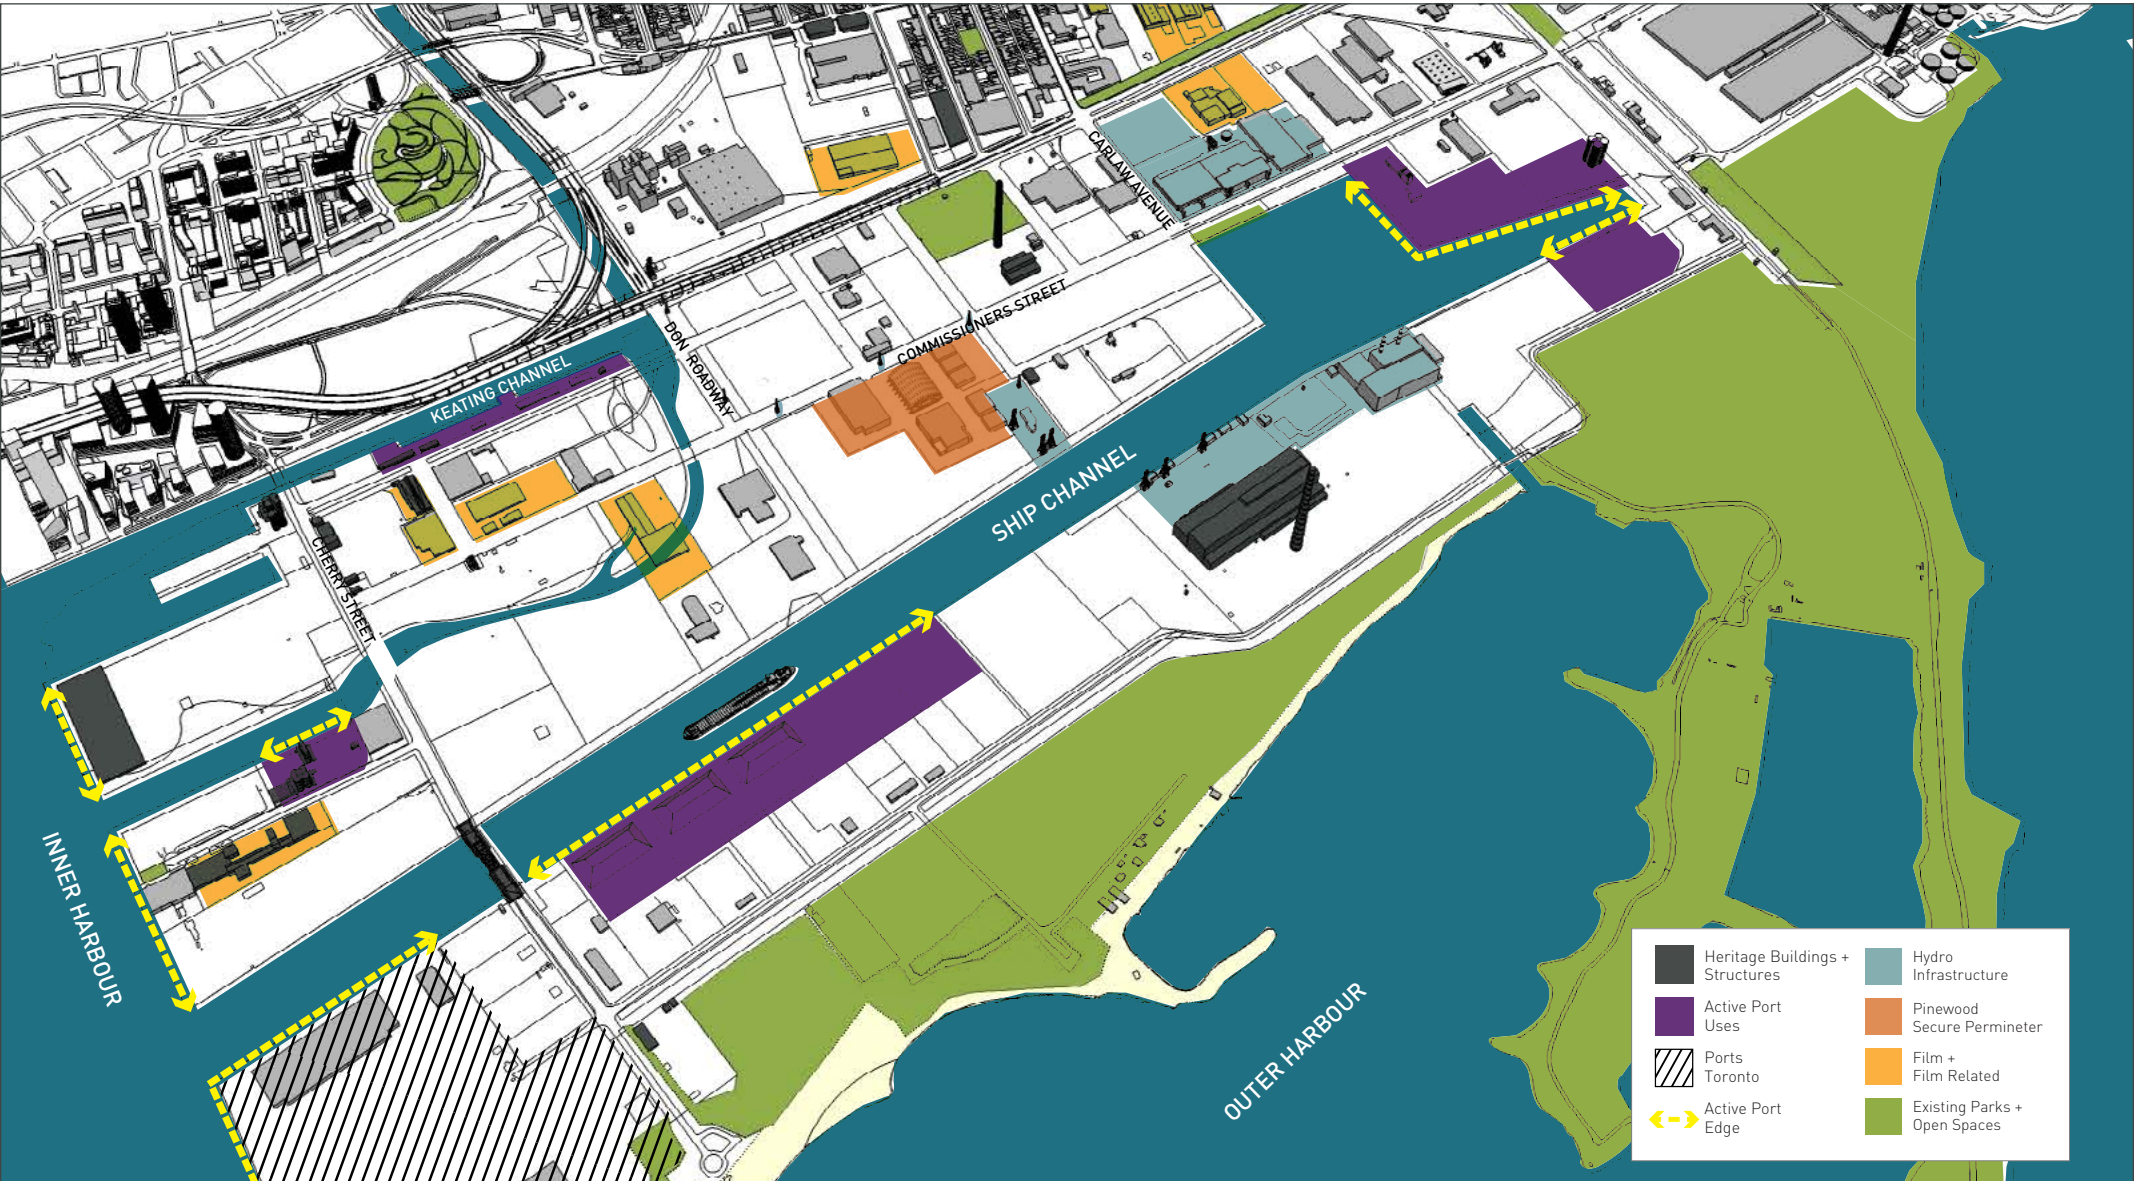 CARLAW AVENUE
COMMISSIONERS STREET
DON ROADWAY
KEATING CHANNEL
SHIP CHANNEL
CHERRY STREET
INNER HARBOUR
OUTER HARBOUR
Heritage Buildings +
Structures
Active Port
Uses
Ports
Toronto
Active Port
Edge
Hydro
Infrastructure
Pinewood
Secure Permineter
Film +
Film Related
Existing Parks +
Open Spaces